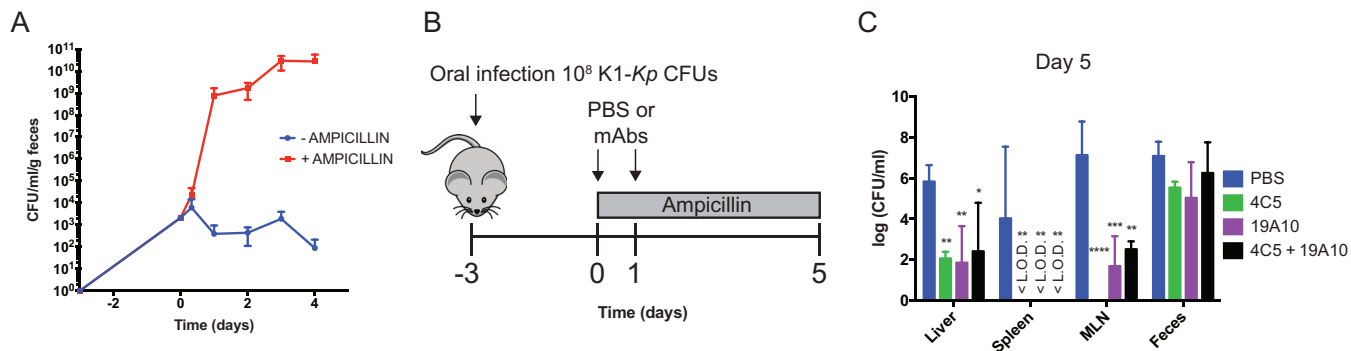 A
10¹¹
10¹⁰
10⁹
10⁸
10⁷
10⁶
10⁵
10⁴
10³
10²
10¹
10⁰
CFU/ml/g feces
-2
0
2
4
Time (days)
- AMPICILLIN
+ AMPICILLIN
B
Oral infection 10⁸ K1-Kp CFUs
PBS or
mAbs
Ampicillin
-3
0
1
5
Time (days)
C
Day 5
10
8
6
4
2
0
log (CFU/ml)
**
**
*
< L.O.D. **
< L.O.D. **
< L.O.D. **
****
***
**
Liver
Spleen
MLN
Feces
PBS
4C5
19A10
4C5 + 19A10